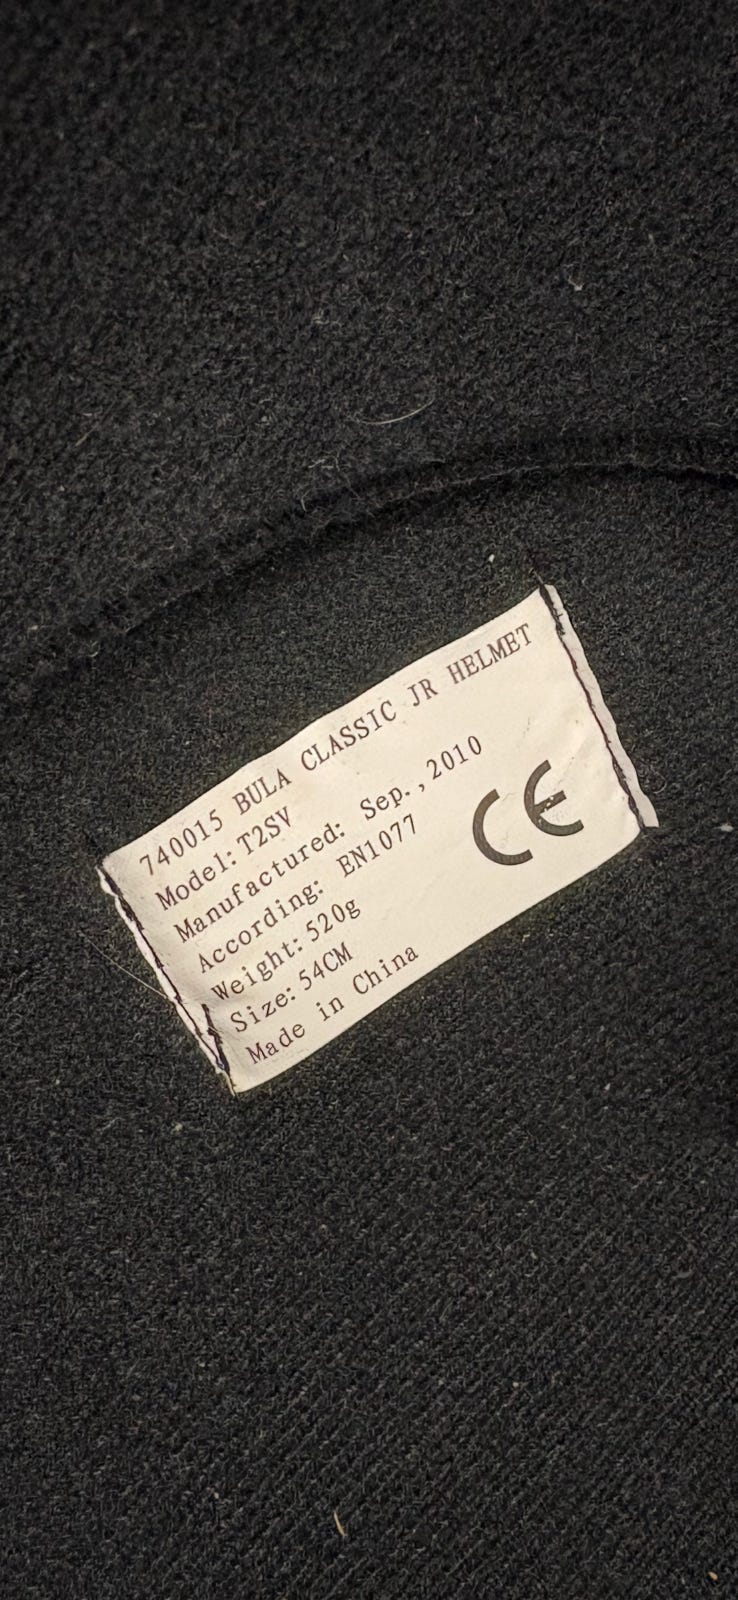 740015 BULA CLASSIC JR HELMET
Model: T2SV
Manufactured: Sep., 2010
According: EN1077
Weight: 520g
Size: 54CM
Made in China
CE